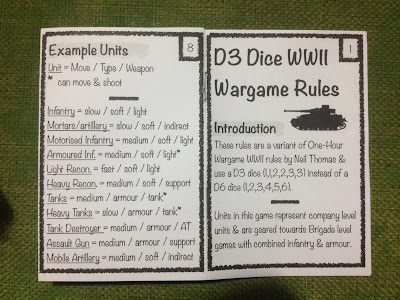 Example Units
8
Unit = Move / Type / Weapon
* can move & shoot
Infantry = slow / soft / light
Mortars/artillery = slow / soft / indirect
Motorised Infantry = medium / soft / light
Armoured Inf. = medium / soft / light*
Light Recon. = fast / soft / light
Heavy Recon. = medium / soft / support
Tanks = medium / armour / tank*
Heavy Tanks = slow / armour / tank*
Tank Destroyer = medium / armour / AT
Assault Gun = medium / armour / support
Mobile Artillery = medium / soft / indirect
1
D3 Dice WWII
Wargame Rules
Introduction
These rules are a variant of One-Hour
Wargame WWII rules by Neil Thomas &
use a D3 dice (1,1,2,2,3,3) instead of a
D6 dice (1,2,3,4,5,6).
Units in this game represent company level
units & are geared towards Brigade level
games with combined infantry & armour.